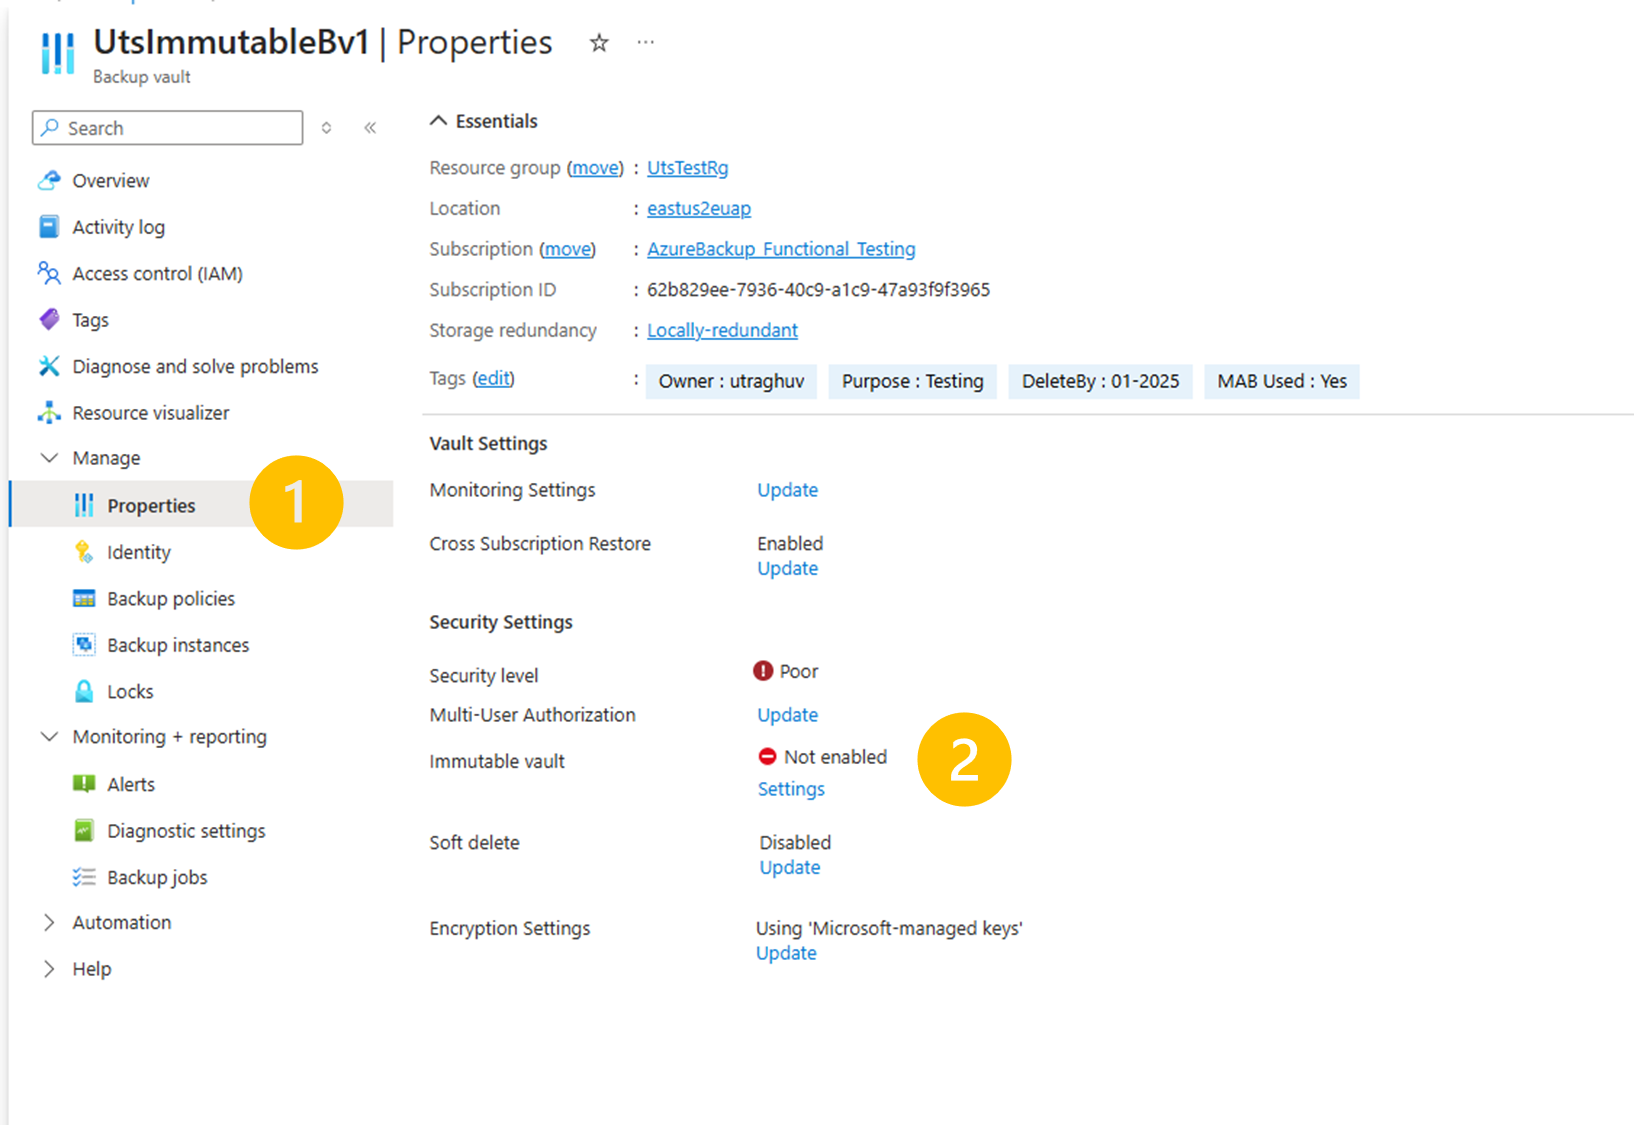 UtsImmutableBv1 | Properties
Backup vault
Search
Overview
Activity log
Access control (IAM)
Tags
Diagnose and solve problems
Resource visualizer
Manage
Properties
1
Identity
Backup policies
Backup instances
Locks
Monitoring + reporting
Alerts
Diagnostic settings
Backup jobs
Automation
Help
Essentials
Resource group (move) : UtsTestRg
Location : eastus2euap
Subscription (move) : AzureBackup_Functional_Testing
Subscription ID : 62b829ee-7936-40c9-a1c9-47a93f9f3965
Storage redundancy : Locally-redundant
Tags (edit) : Owner : utraghuv Purpose : Testing DeleteBy : 01-2025 MAB Used : Yes
Vault Settings
Monitoring Settings Update
Cross Subscription Restore Enabled
Update
Security Settings
Security level Poor
Multi-User Authorization Update
Immutable vault Not enabled
Settings
2
Soft delete Disabled
Update
Encryption Settings Using 'Microsoft-managed keys'
Update